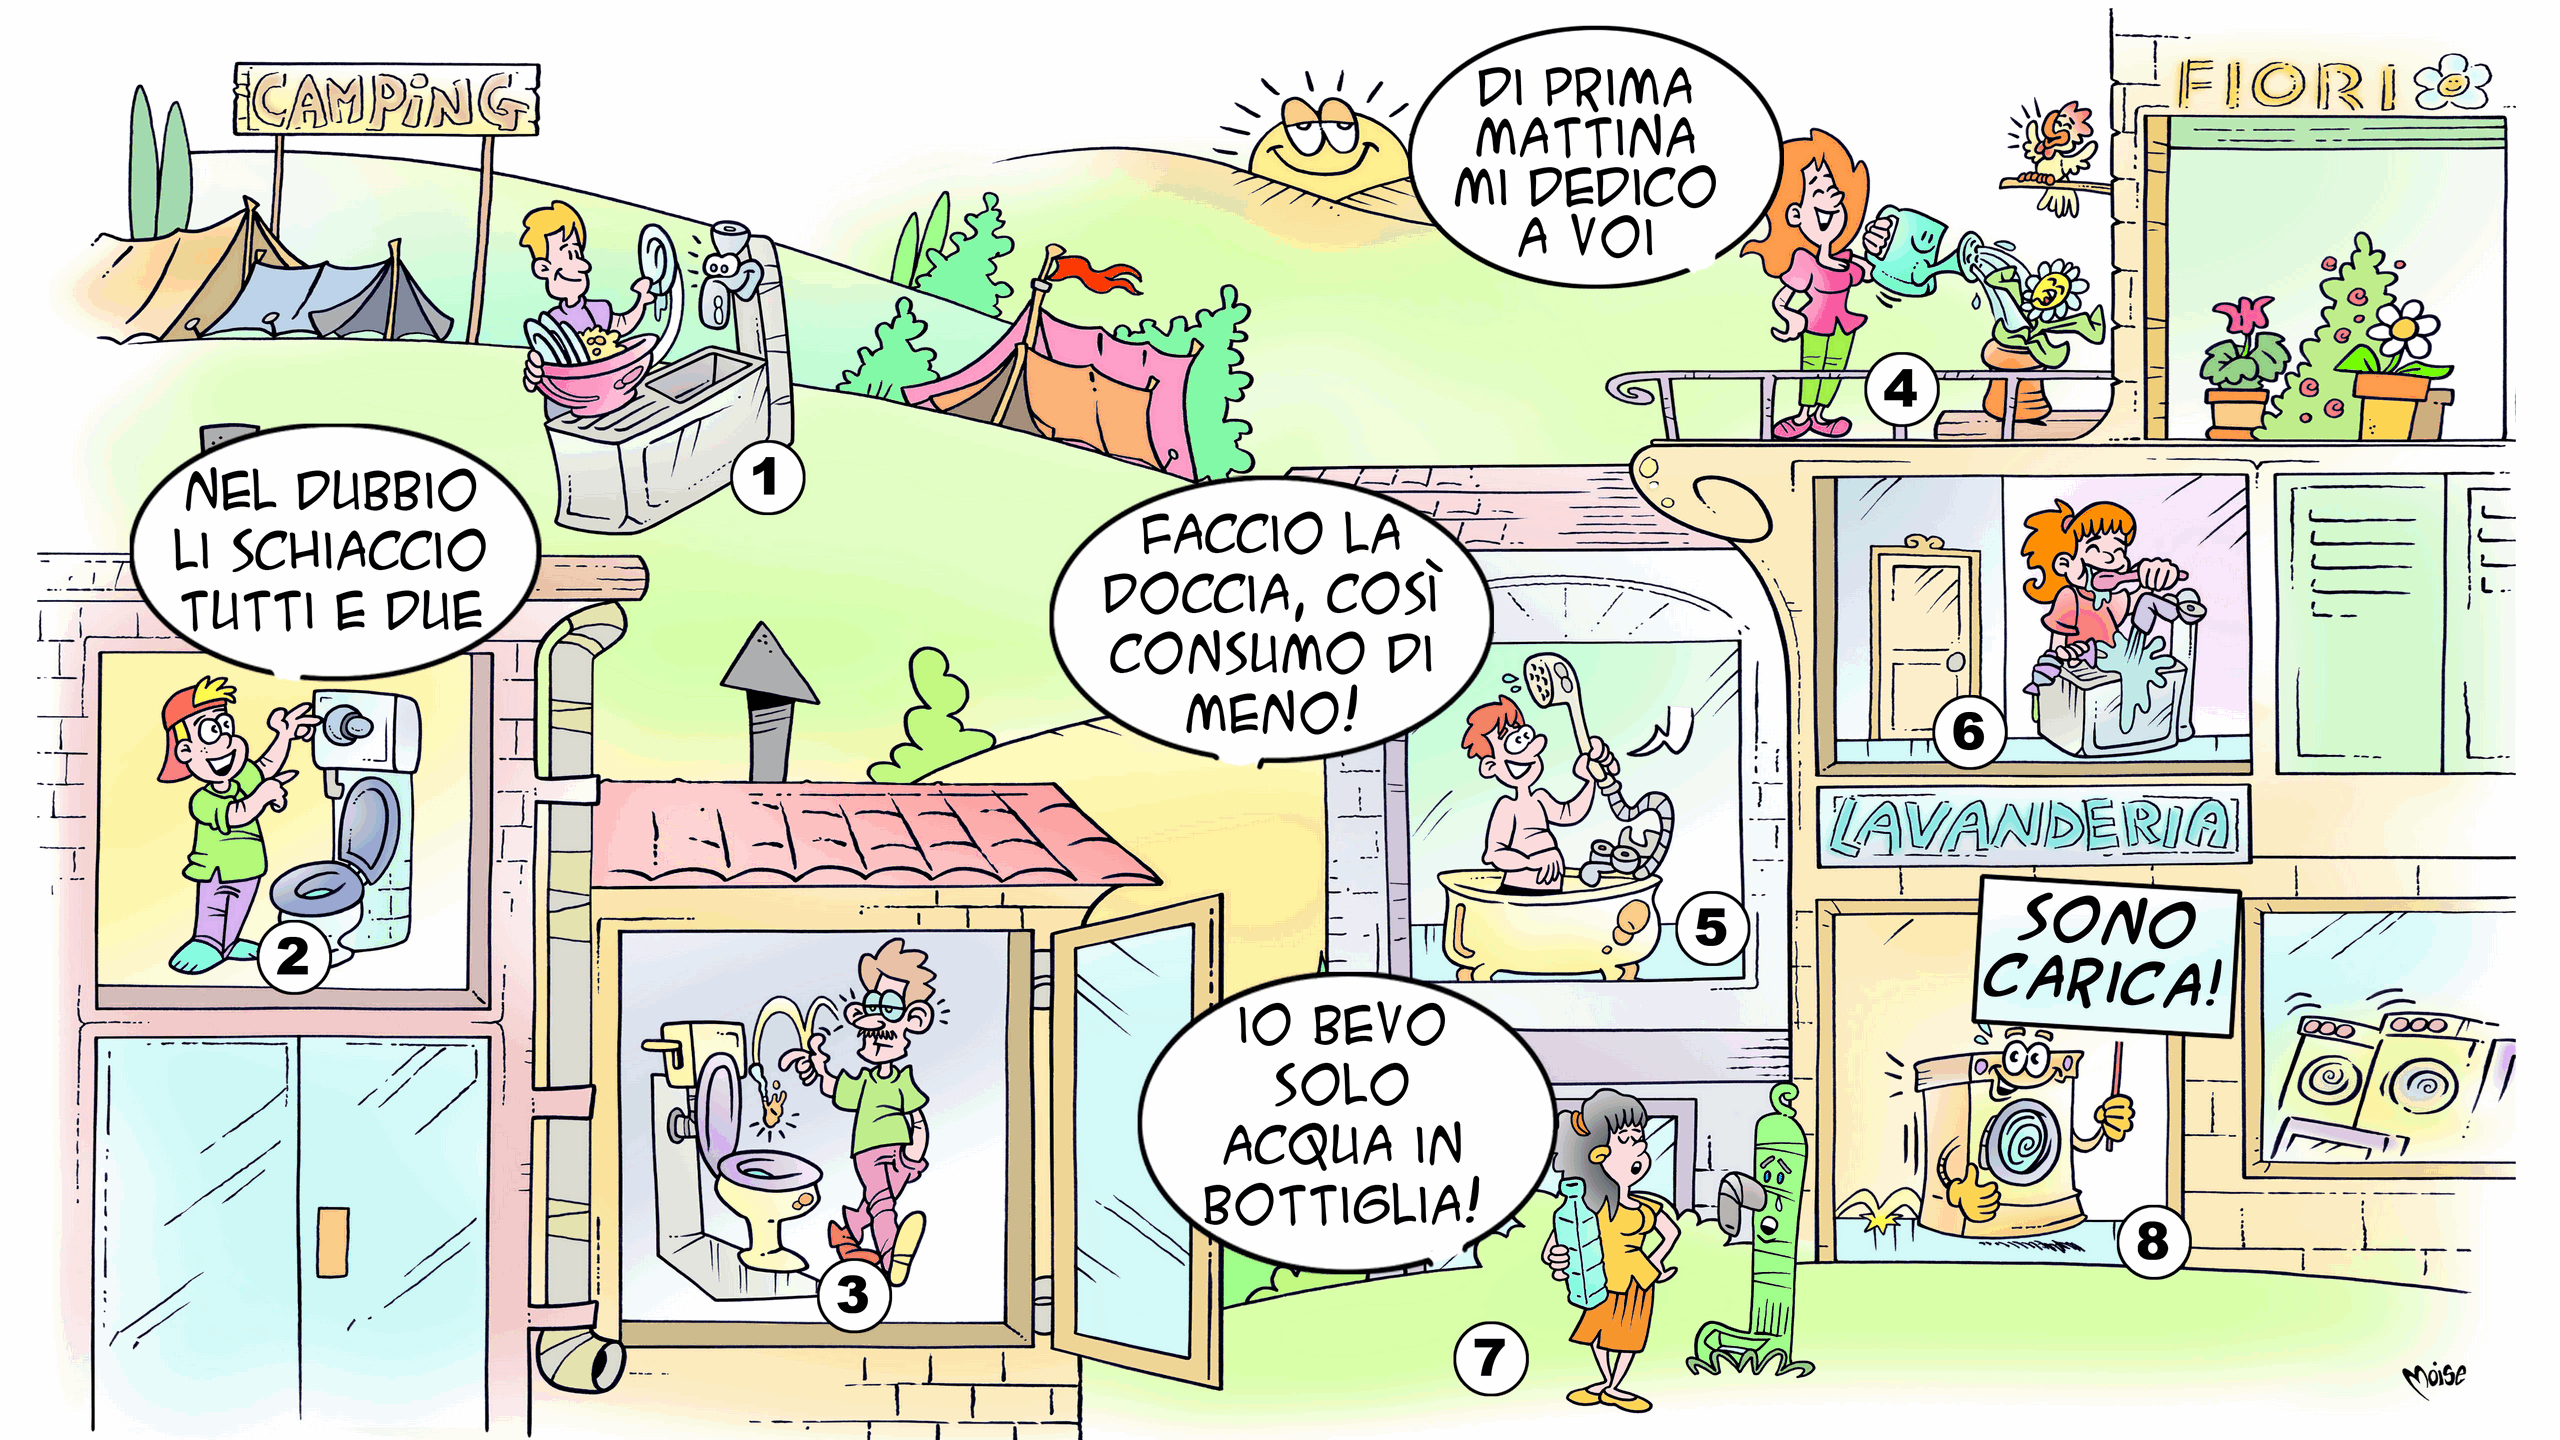 CAMPiNG
DI PRIMA
MATTINA
MI DEDICO
A VOI
FIORI
4
1
NEL DUBBIO
LI SCHIACCIO
TUTTI E DUE
2
FACCIO LA
DOCCIA, COSÌ
CONSUMO DI
MENO!
5
6
LAVANDERIA
SONO
CARICA!
8
3
IO BEVO
SOLO
ACQUA IN
BOTTIGLIA!
7
Moise